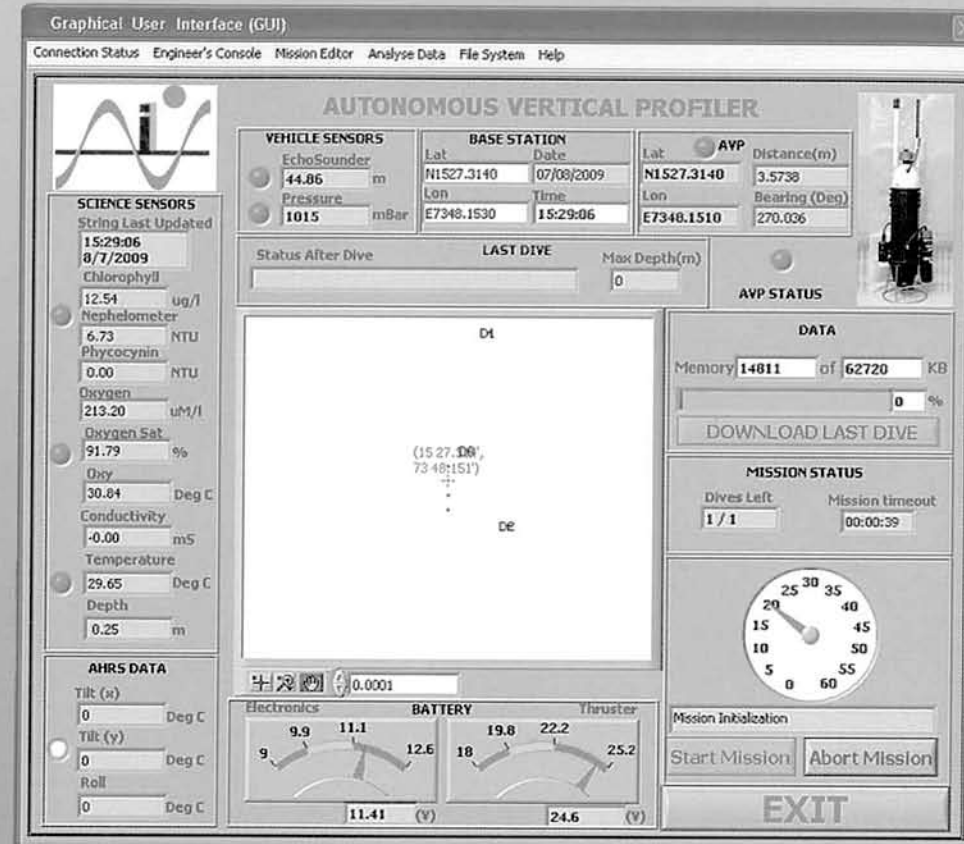 Graphical User Interface (GUI)
Connection Status Engineer's Console Mission Editor Analyse Data File System Help
AUTONOMOUS VERTICAL PROFILER
VEHICLE SENSORS
EchoSounder
44.86 m
Pressure
1015 mBar
BASE STATION
Lat Date
N1527.3140 07/08/2009
Lon Time
E7348.1530 15:29:06
AVP
Lat Distance(m)
N1527.3140 3.5738
Lon Bearing (Deg)
E7348.1510 270.036
SCIENCE SENSORS
String Last Updated
15:29:06
8/7/2009
Chlorophyll
12.54 ug/l
Nephelometer
6.73 NTU
Phycocynin
0.00 NTU
Oxygen
213.20 uM/l
Oxygen Sat
91.79 %
Oxy
30.84 Deg C
Conductivity
-0.00 mS
Temperature
29.65 Deg C
Depth
0.25 m
AHRS DATA
Tilt (x)
0 Deg C
Tilt (y)
0 Deg C
Roll
0 Deg C
LAST DIVE
Status After Dive Max Depth(m)
0
AVP STATUS
D1
(15 27.
73 48.151')
0.0001
BATTERY
Electronics
9 9.9 11.1 12.6
11.41 (V)
Thruster
18 19.8 22.2 25.2
24.6 (V)
DATA
Memory 14811 of 62720 KB
0 %
DOWNLOAD LAST DIVE
MISSION STATUS
Dives Left Mission timeout
1 / 1 00:00:39
0 5 10 15 20 25 30 35 40 45 50 55 60
Mission Initialization
Start Mission Abort Mission
EXIT